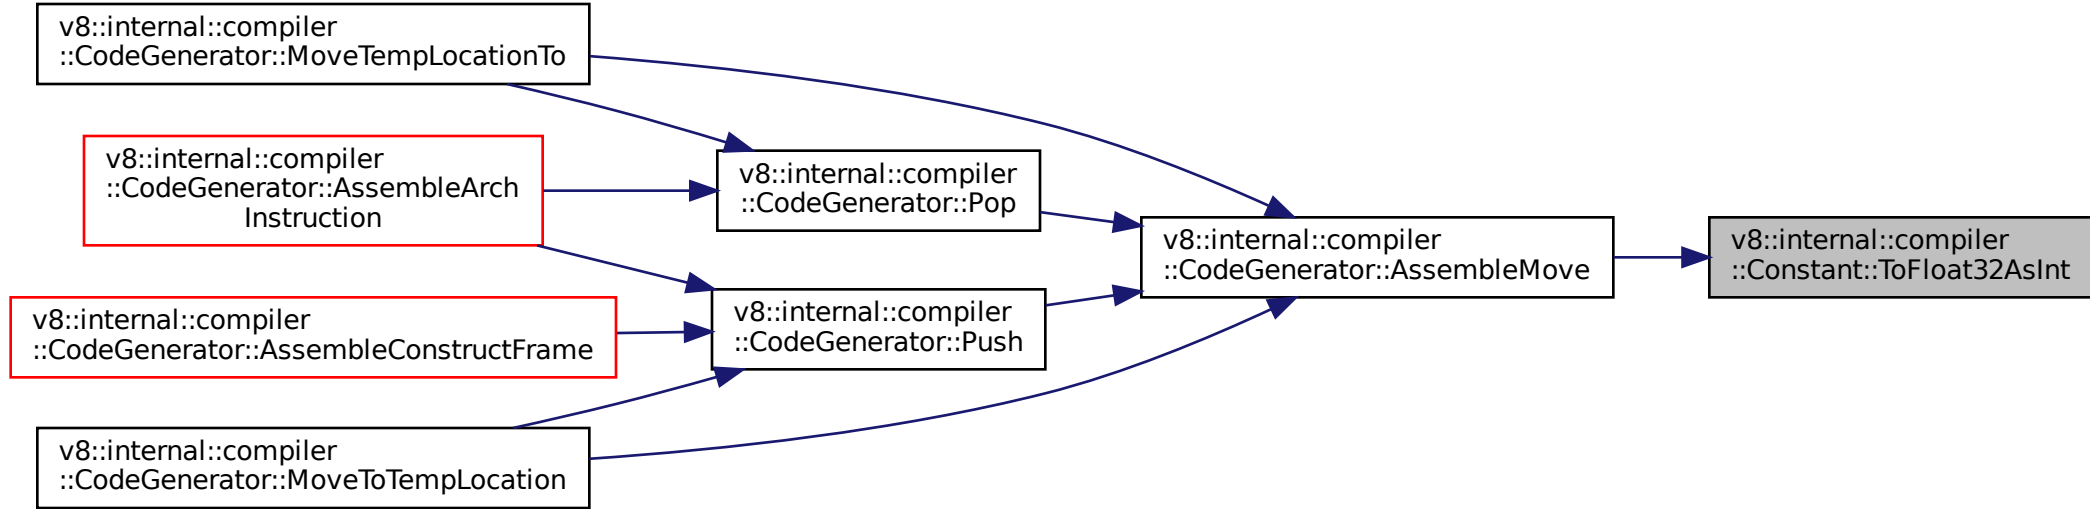 v8::internal::compiler
::CodeGenerator::MoveTempLocationTo
v8::internal::compiler
::CodeGenerator::AssembleArch
Instruction
v8::internal::compiler
::CodeGenerator::AssembleConstructFrame
v8::internal::compiler
::CodeGenerator::MoveToTempLocation
v8::internal::compiler
::CodeGenerator::Pop
v8::internal::compiler
::CodeGenerator::Push
v8::internal::compiler
::CodeGenerator::AssembleMove
v8::internal::compiler
::Constant::ToFloat32AsInt